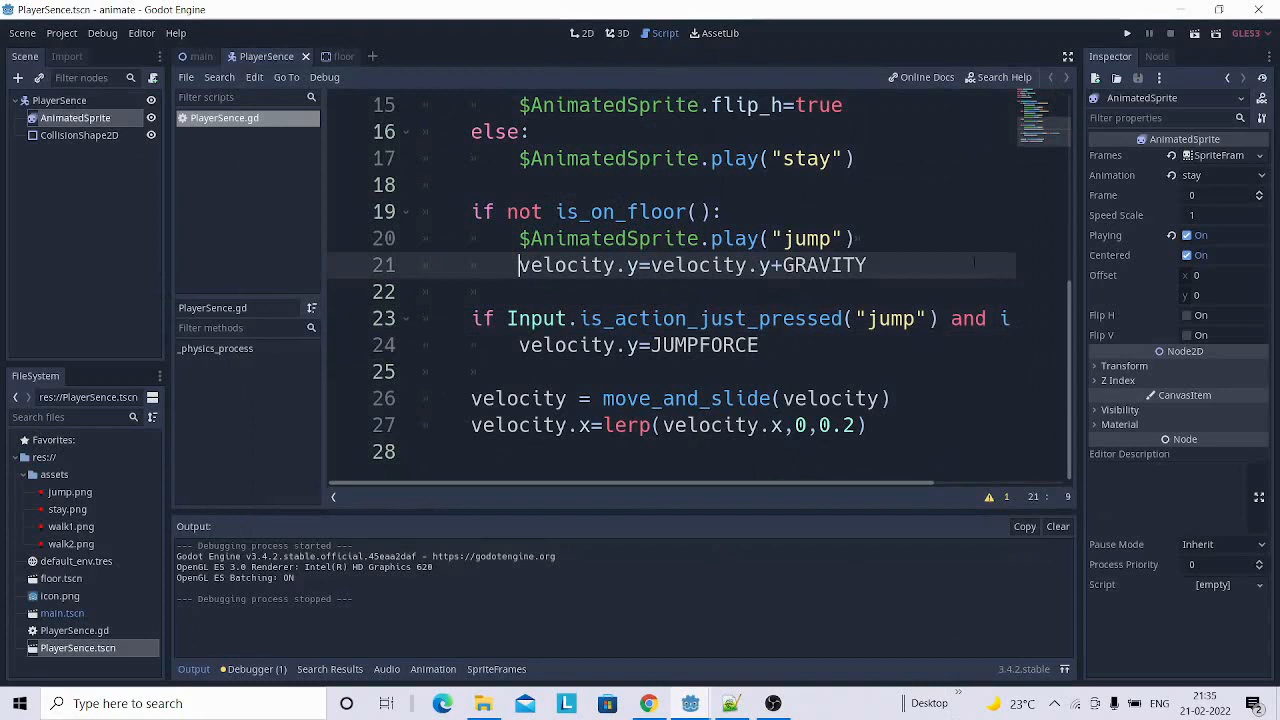 PlayerSence.tscn - animate - Godot Engine
Scene Project Debug Editor Help
2D 3D Script AssetLib
GLES3
Scene Import
Filter nodes
PlayerSence
AnimatedSprite
CollisionShape2D
FileSystem
res://PlayerSence.tscn
Search files
Favorites:
res://
assets
jump.png
stay.png
walk1.png
walk2.png
default_env.tres
floor.tscn
icon.png
main.tscn
PlayerSence.gd
PlayerSence.tscn
main PlayerSence floor
File Search Edit Go To Debug
Online Docs Search Help
Filter scripts
PlayerSence.gd
PlayerSence.gd
Filter methods
_physics_process
15 $AnimatedSprite.flip_h=true
16 else:
17 $AnimatedSprite.play("stay")
18
19 if not is_on_floor():
20 $AnimatedSprite.play("jump")
21 velocity.y=velocity.y+GRAVITY
22
23 if Input.is_action_just_pressed("jump") and i
24 velocity.y=JUMPFORCE
25
26 velocity = move_and_slide(velocity)
27 velocity.x=lerp(velocity.x,0,0.2)
28
1 21 : 9
Output: Copy Clear
--- Debugging process started ---
Godot Engine v3.4.2.stable.official.45eaa2daf - https://godotengine.org
OpenGL ES 3.0 Renderer: Intel(R) HD Graphics 620
OpenGL ES Batching: ON
--- Debugging process stopped ---
Output Debugger (1) Search Results Audio Animation SpriteFrames 3.4.2.stable
Inspector Node
AnimatedSprite
Filter properties
AnimatedSprite
Frames SpriteFram
Animation stay
Frame 0
Speed Scale 1
Playing On
Centered On
Offset x 0
y 0
Flip H On
Flip V On
Node2D
Transform
Z Index
CanvasItem
Visibility
Material
Node
Editor Description
Pause Mode Inherit
Process Priority 0
Script [empty]
Type here to search
Desktop
23°C
21:35
21-02-2022
2